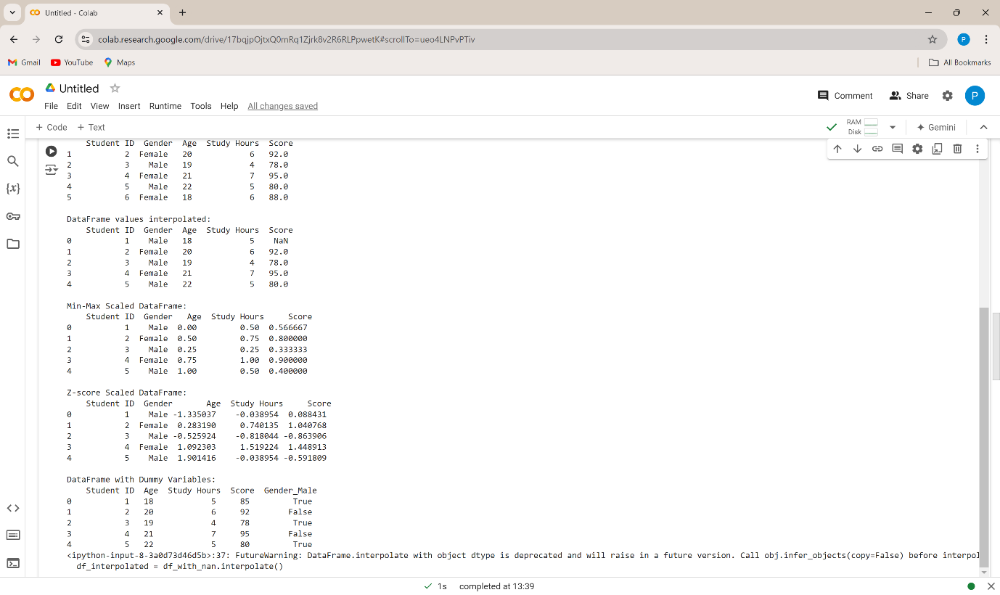 Untitled - Colab
colab.research.google.com/drive/17bqjpOjtxQ0mRq1Zjrk8v2R6RLPpwetK#scrollTo=ueo4LNPvPTiv
P
Gmail YouTube Maps All Bookmarks
CO Untitled
Comment Share P
File Edit View Insert Runtime Tools Help All changes saved
+ Code + Text RAM Disk Gemini
Student ID Gender Age Study Hours Score
1 2 Female 20 6 92.0
2 3 Male 19 4 78.0
3 4 Female 21 7 95.0
4 5 Male 22 5 80.0
5 6 Female 18 6 88.0
DataFrame values interpolated:
Student ID Gender Age Study Hours Score
0 1 Male 18 5 NaN
1 2 Female 20 6 92.0
2 3 Male 19 4 78.0
3 4 Female 21 7 95.0
4 5 Male 22 5 80.0
Min-Max Scaled DataFrame:
Student ID Gender Age Study Hours Score
0 1 Male 0.00 0.50 0.566667
1 2 Female 0.50 0.75 0.800000
2 3 Male 0.25 0.25 0.333333
3 4 Female 0.75 1.00 0.900000
4 5 Male 1.00 0.50 0.400000
Z-score Scaled DataFrame:
Student ID Gender Age Study Hours Score
0 1 Male -1.335037 -0.038954 0.088431
1 2 Female 0.283190 0.740135 1.040768
2 3 Male -0.525924 -0.818044 -0.863906
3 4 Female 1.092303 1.519224 1.448913
4 5 Male 1.901416 -0.038954 -0.591809
DataFrame with Dummy Variables:
Student ID Age Study Hours Score Gender_Male
0 1 18 5 85 True
1 2 20 6 92 False
2 3 19 4 78 True
3 4 21 7 95 False
4 5 22 5 80 True
<ipython-input-8-3a0d73d46d5b>:37: FutureWarning: DataFrame.interpolate with object dtype is deprecated and will raise in a future version. Call obj.infer_objects(copy=False) before interpol
df_interpolated = df_with_nan.interpolate()
1s completed at 13:39